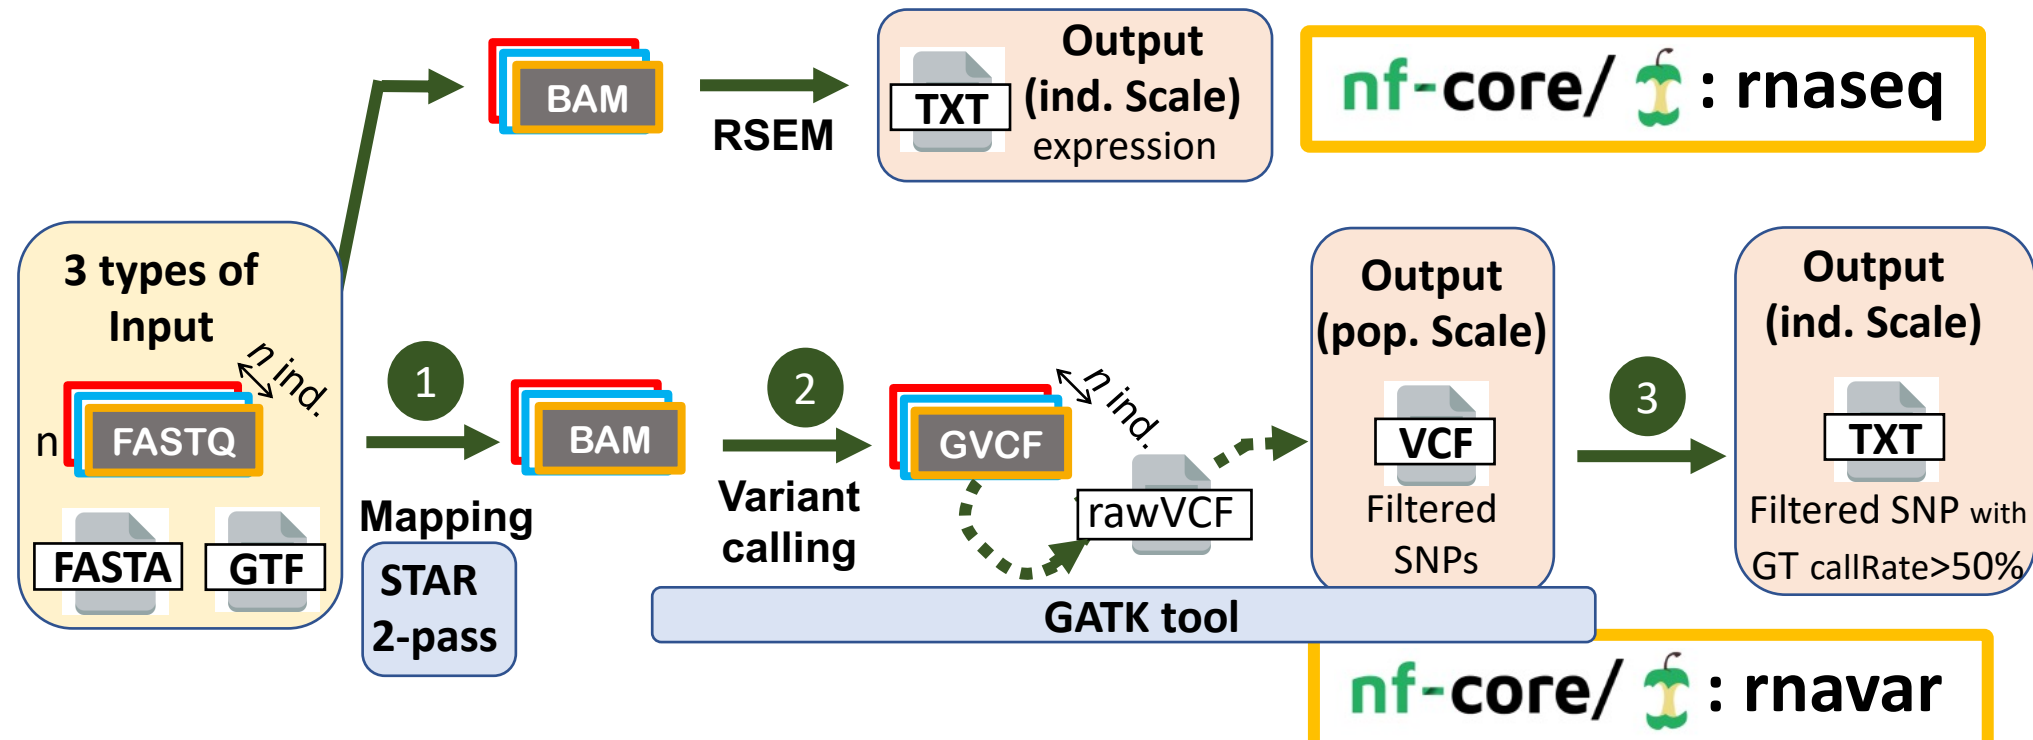 BAM
RSEM
TXT
Output
(ind. Scale)
expression
nf-core/ : rnaseq
3 types of
Input
n ind.
n
FASTQ
FASTA
GTF
1
Mapping
STAR
2-pass
BAM
2
Variant
calling
GVCF
n ind.
rawVCF
Output
(pop. Scale)
VCF
Filtered
SNPs
GATK tool
3
Output
(ind. Scale)
TXT
Filtered SNP with
GT callRate>50%
nf-core/ : rnavar